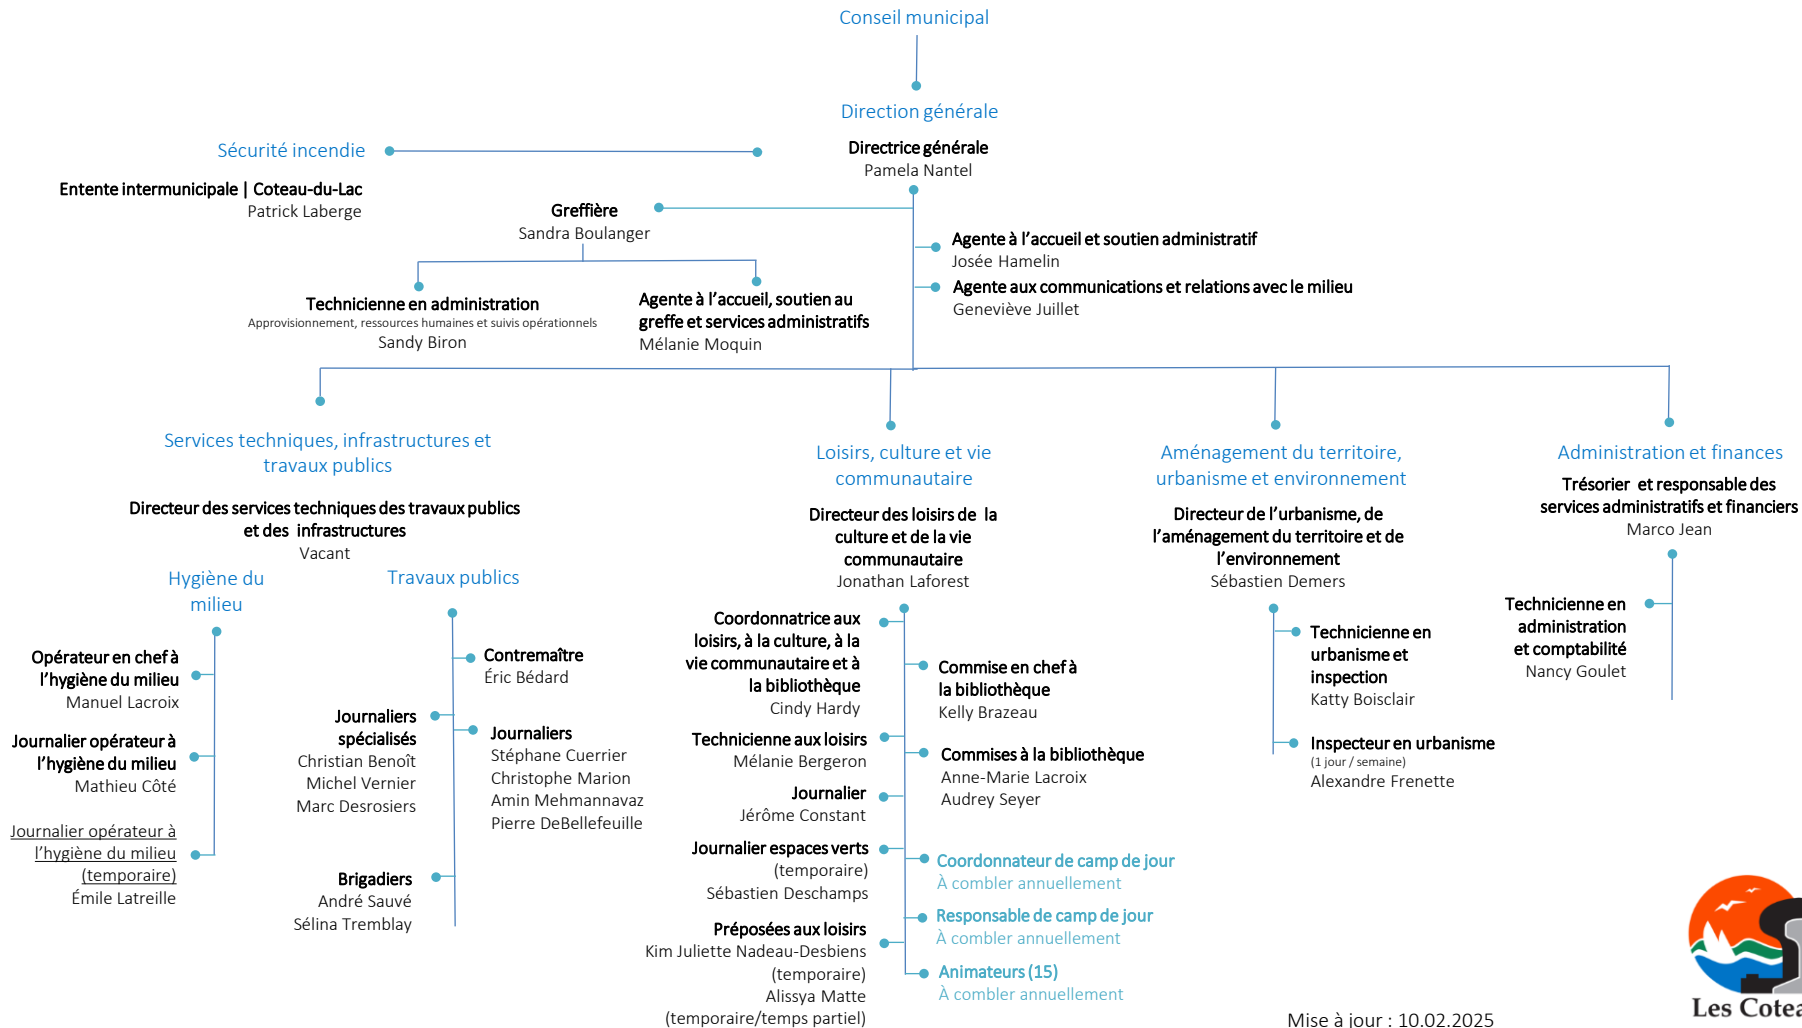 Conseil municipal
Direction générale
Directrice générale
Pamela Nantel
Sécurité incendie
Entente intermunicipale | Coteau-du-Lac
Patrick Laberge
Greffière
Sandra Boulanger
Agente à l’accueil et soutien administratif
Josée Hamelin
Agente aux communications et relations avec le milieu
Geneviève Juillet
Technicienne en administration
Approvisionnement, ressources humaines et suivis opérationnels
Sandy Biron
Agente à l’accueil, soutien au
greffe et services administratifs
Mélanie Moquin
Services techniques, infrastructures et
travaux publics
Directeur des services techniques des travaux publics
et des infrastructures
Vacant
Hygiène du
milieu
Opérateur en chef à
l’hygiène du milieu
Manuel Lacroix
Journalier opérateur à
l’hygiène du milieu
Mathieu Côté
Journalier opérateur à
l’hygiène du milieu
(temporaire)
Émile Latreille
Travaux publics
Contremaître
Éric Bédard
Journaliers
spécialisés
Christian Benoît
Michel Vernier
Marc Desrosiers
Journaliers
Stéphane Cuerrier
Christophe Marion
Amin Mehmannavaz
Pierre DeBellefeuille
Brigadiers
André Sauvé
Sélina Tremblay
Loisirs, culture et vie
communautaire
Directeur des loisirs de la
culture et de la vie
communautaire
Jonathan Laforest
Coordonnatrice aux
loisirs, à la culture, à la
vie communautaire et à
la bibliothèque
Cindy Hardy
Technicienne aux loisirs
Mélanie Bergeron
Journalier
Jérôme Constant
Journalier espaces verts
(temporaire)
Sébastien Deschamps
Préposées aux loisirs
Kim Juliette Nadeau-Desbiens
(temporaire)
Alissya Matte
(temporaire/temps partiel)
Commise en chef à
la bibliothèque
Kelly Brazeau
Commises à la bibliothèque
Anne-Marie Lacroix
Audrey Seyer
Coordonnateur de camp de jour
À combler annuellement
Responsable de camp de jour
À combler annuellement
Animateurs (15)
À combler annuellement
Aménagement du territoire,
urbanisme et environnement
Directeur de l’urbanisme, de
l’aménagement du territoire et de
l’environnement
Sébastien Demers
Technicienne en
urbanisme et
inspection
Katty Boisclair
Inspecteur en urbanisme
(1 jour / semaine)
Alexandre Frenette
Administration et finances
Trésorier et responsable des
services administratifs et financiers
Marco Jean
Technicienne en
administration
et comptabilité
Nancy Goulet
Mise à jour : 10.02.2025
Les Cotea